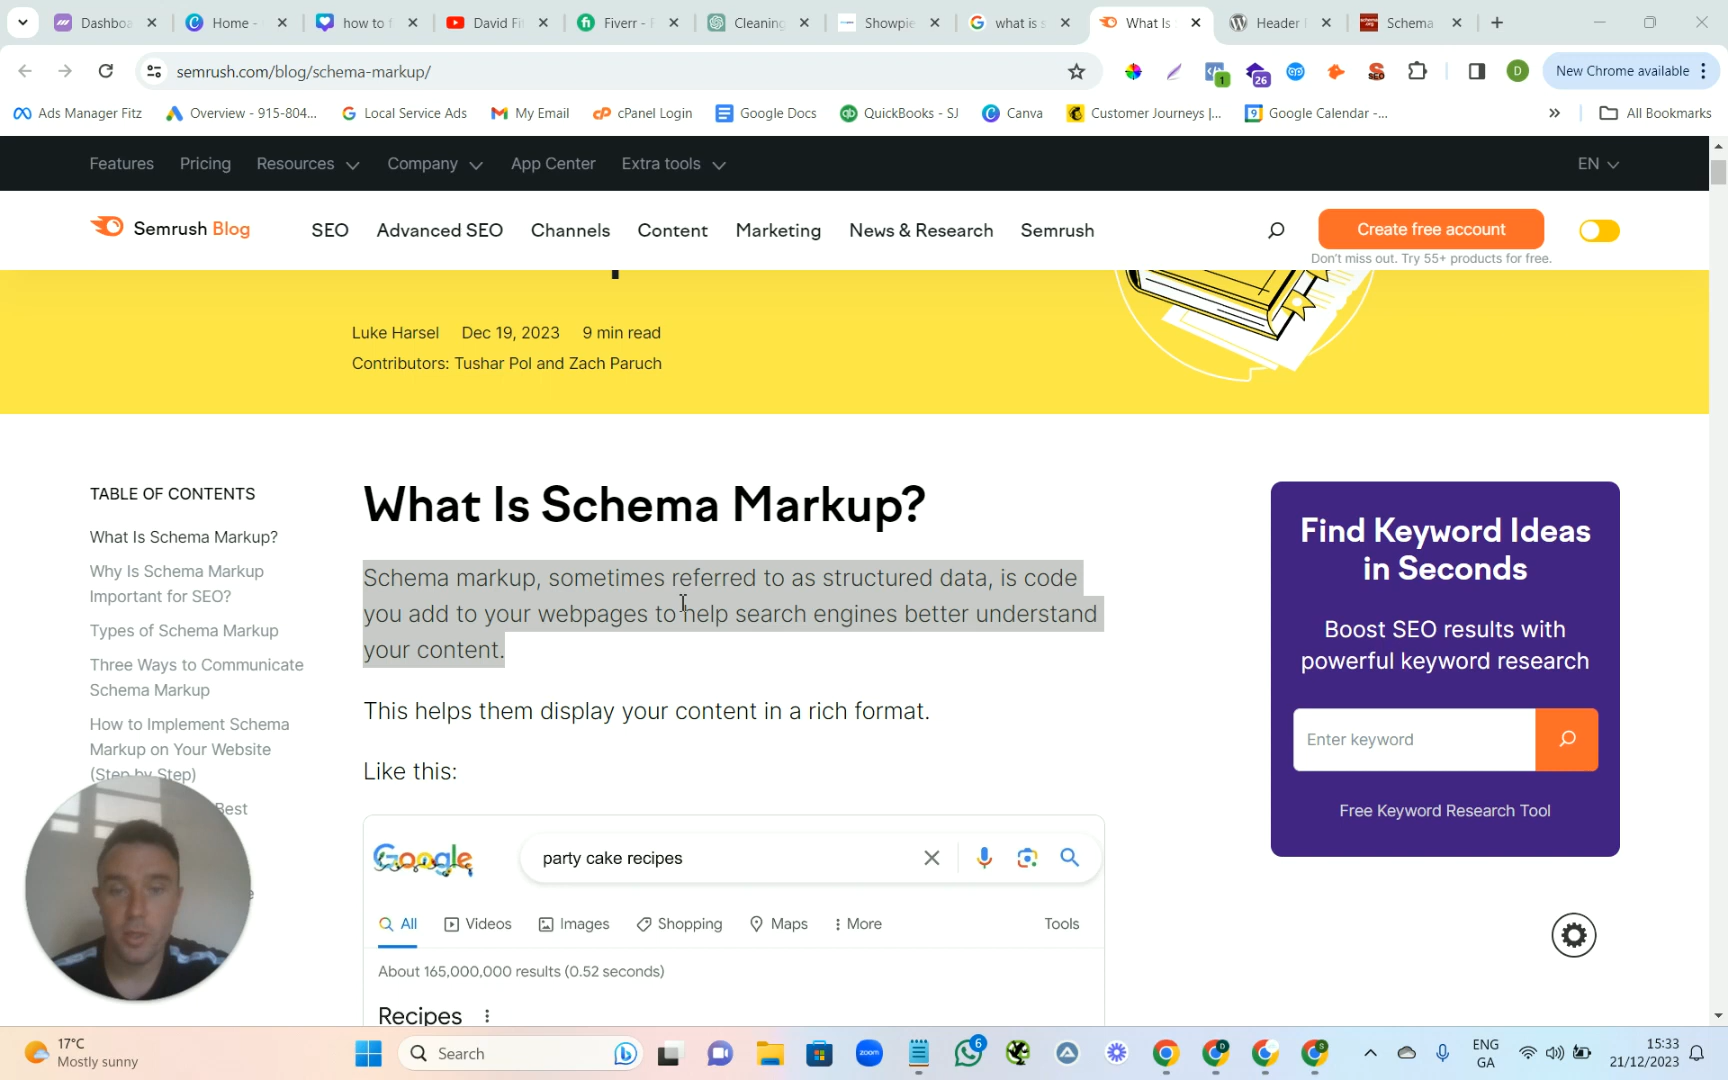 Dashboa
Home -
how to f
David Fi
Fiverr - F
Cleaning
Showpie
what is s
What Is
Header
Schema
semrush.com/blog/schema-markup/
1
26
SEO
D
New Chrome available
Ads Manager Fitz
Overview - 915-804...
Local Service Ads
My Email
cPanel Login
Google Docs
QuickBooks - SJ
Canva
Customer Journeys |...
Google Calendar -...
All Bookmarks
Features Pricing Resources Company App Center Extra tools EN
Semrush Blog
SEO Advanced SEO Channels Content Marketing News & Research Semrush
Create free account
Don't miss out. Try 55+ products for free.
Luke Harsel Dec 19, 2023 9 min read
Contributors: Tushar Pol and Zach Paruch
TABLE OF CONTENTS
What Is Schema Markup?
Why Is Schema Markup
Important for SEO?
Types of Schema Markup
Three Ways to Communicate
Schema Markup
How to Implement Schema
Markup on Your Website
(Step by Step)
Best
What Is Schema Markup?
Schema markup, sometimes referred to as structured data, is code
you add to your webpages to help search engines better understand
your content.
This helps them display your content in a rich format.
Like this:
Google
party cake recipes
All Videos Images Shopping Maps More Tools
About 165,000,000 results (0.52 seconds)
Recipes
Find Keyword Ideas
in Seconds
Boost SEO results with
powerful keyword research
Enter keyword
Free Keyword Research Tool
17°C
Mostly sunny
Search
zoom
6
D
S
ENG
GA
15:33
21/12/2023